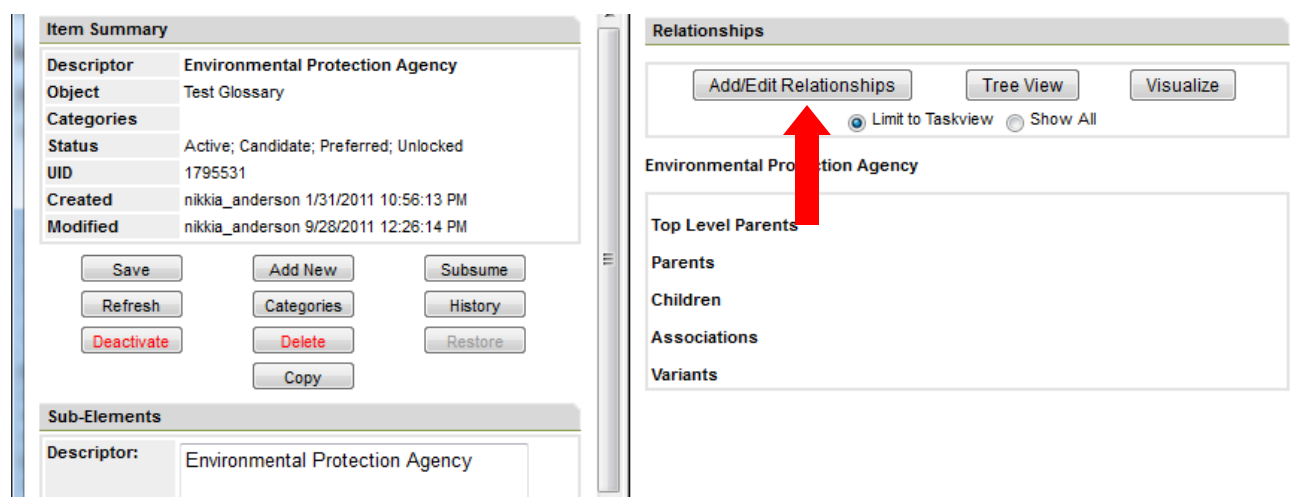 Item Summary
Descriptor Environmental Protection Agency
Object Test Glossary
Categories
Status Active; Candidate; Preferred; Unlocked
UID 1795531
Created nikkia_anderson 1/31/2011 10:56:13 PM
Modified nikkia_anderson 9/28/2011 12:26:14 PM
Save Add New Subsume
Refresh Categories History
Deactivate Delete Restore
Copy
Sub-Elements
Descriptor: Environmental Protection Agency
Relationships
Add/Edit Relationships Tree View Visualize
Limit to Taskview Show All
Environmental Protection Agency
Top Level Parents
Parents
Children
Associations
Variants